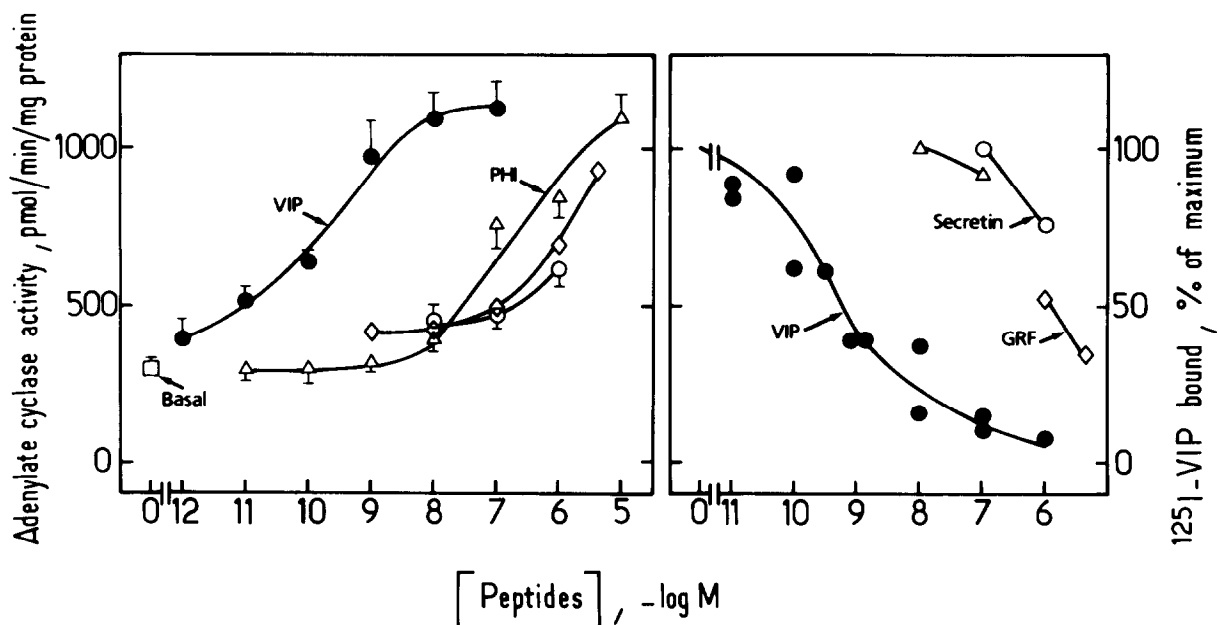 Adenylate cyclase activity, pmol/min/mg protein
1000
500
0
VIP
PHI
Basal
0 12 11 10 9 8 7 6 5
VIP
Secretin
GRF
0 11 10 9 8 7 6
100
50
0
125I-VIP bound, % of maximum
[Peptides], -log M